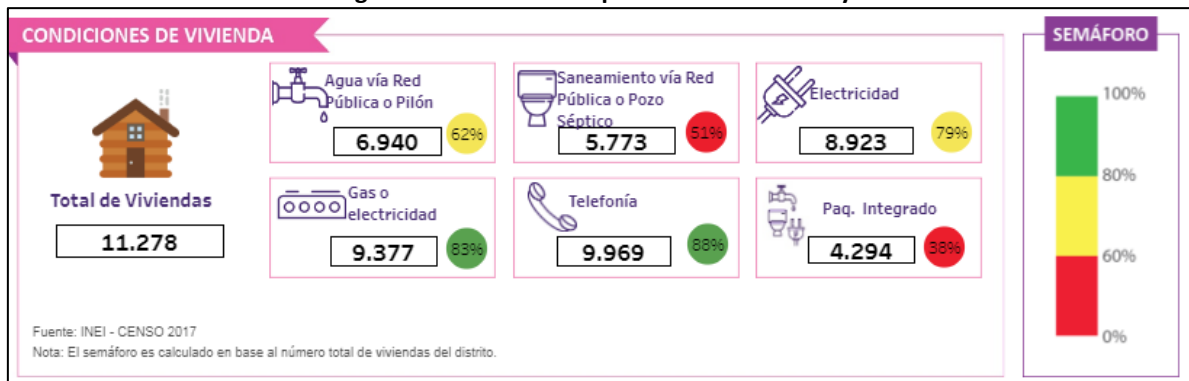 CONDICIONES DE VIVIENDA
Total de Viviendas
11.278
Agua vía Red
Pública o Pilón
6.940
62%
Saneamiento vía Red
Pública o Pozo
Séptico
5.773
51%
Electricidad
8.923
79%
Gas o
electricidad
9.377
83%
Telefonía
9.969
88%
Paq. Integrado
4.294
38%
Fuente: INEI - CENSO 2017
Nota: El semáforo es calculado en base al número total de viviendas del distrito.
SEMÁFORO
100%
80%
60%
0%